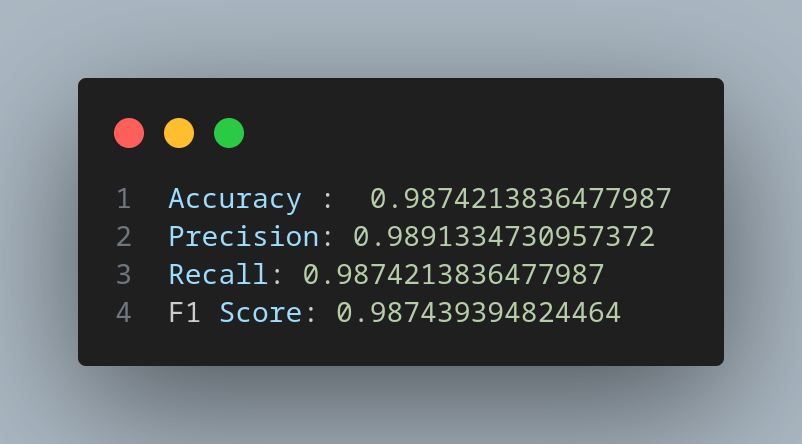 1 Accuracy :  0.9874213836477987
2 Precision: 0.9891334730957372
3 Recall: 0.9874213836477987
4 F1 Score: 0.987439394824464